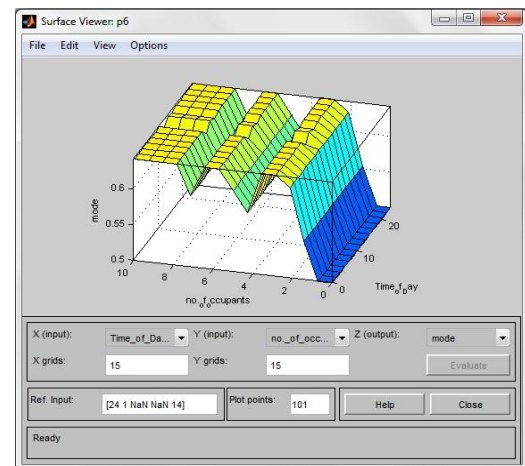 Surface Viewer: p6
File Edit View Options
mode
0.6
0.55
0.5
10 8 6 4 2 0
0 10 20
no._of_occupants
Time_of_Day
X (input): Time_of_Da... Y (input): no._of_occ... Z (output): mode
X grids: 15 Y grids: 15 Evaluate
Ref. Input: [24 1 NaN NaN 14] Plot points: 101 Help Close
Ready